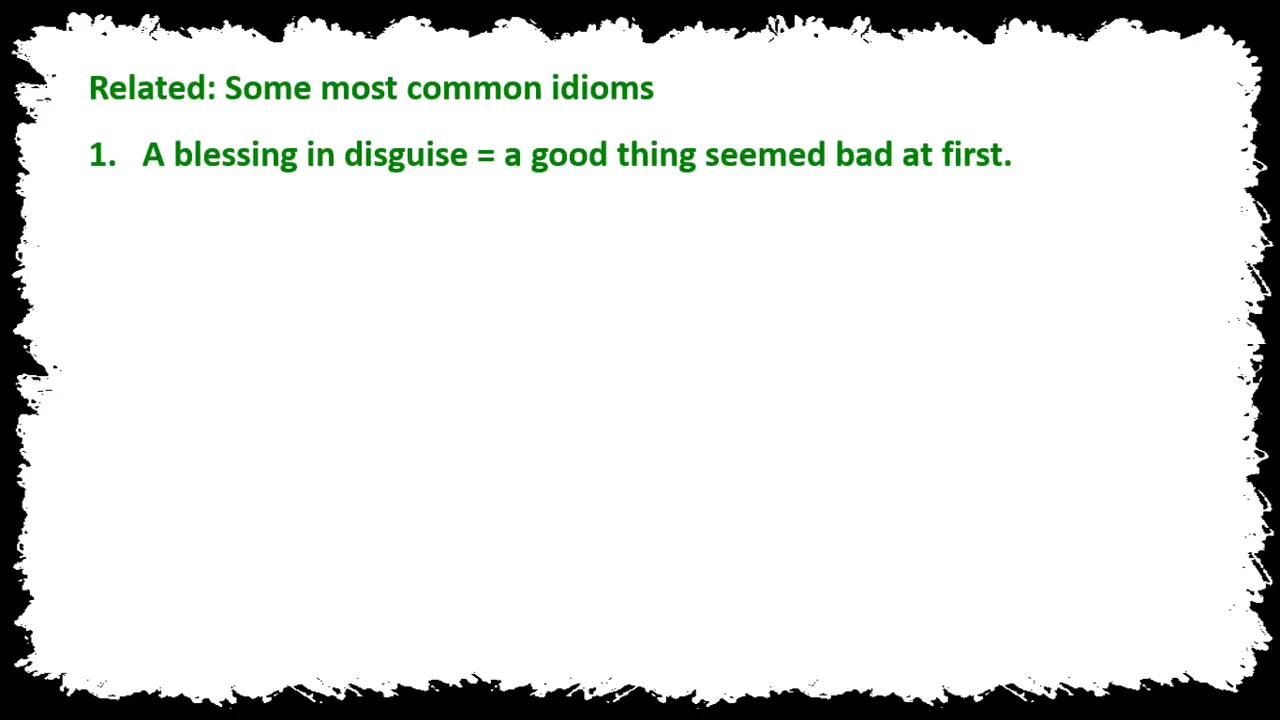 Related: Some most common idioms
1. A blessing in disguise = a good thing seemed bad at first.